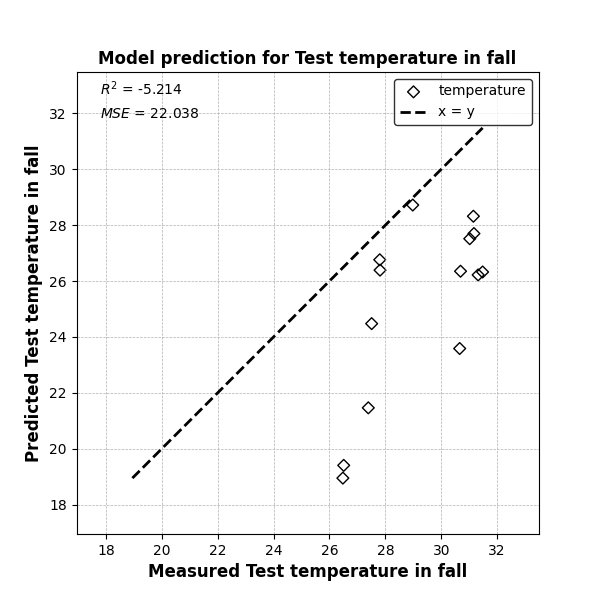 Model prediction for Test temperature in fall
R² = -5.214
MSE = 22.038
temperature
x = y
Predicted Test temperature in fall
32
30
28
26
24
22
20
18
18 20 22 24 26 28 30 32
Measured Test temperature in fall